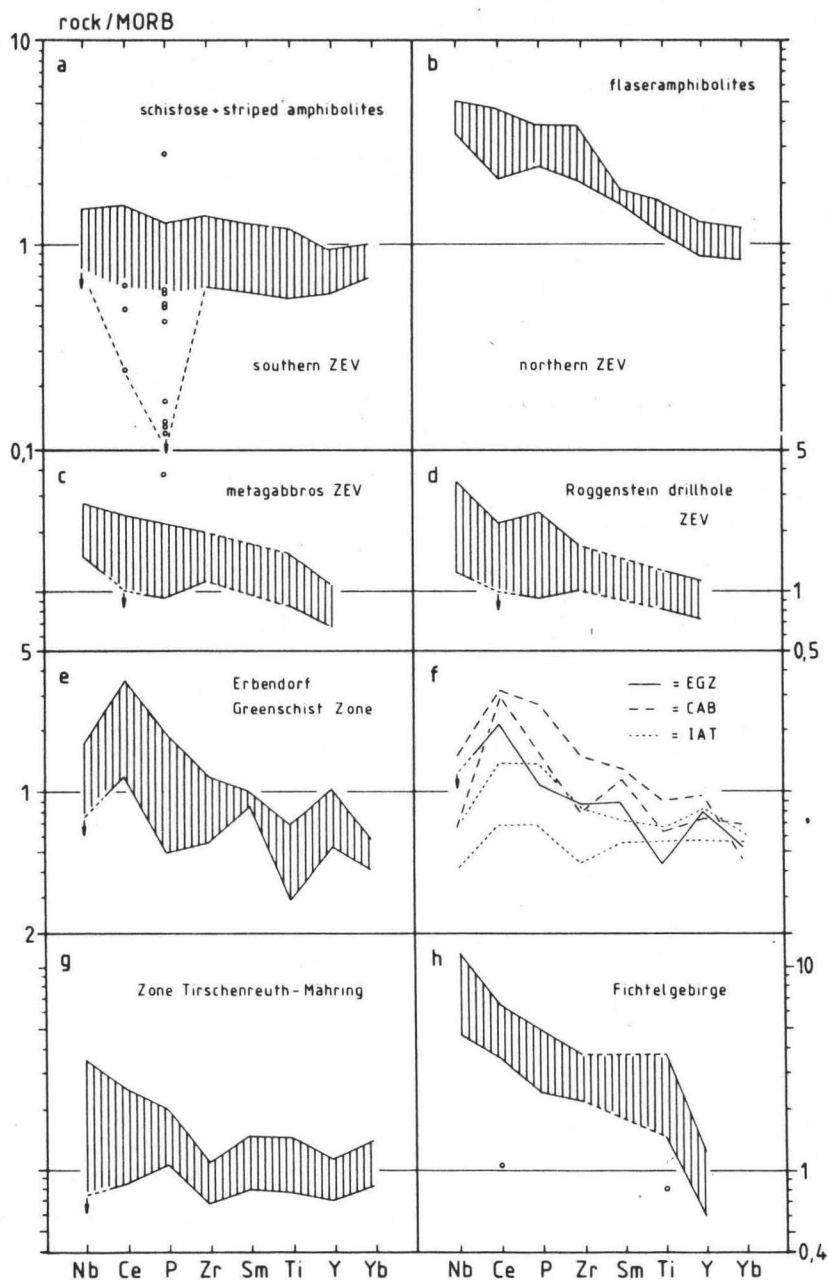 rock/MORB
10
a
b
schistose + striped amphibolites
flaseramphibolites
1
southern ZEV
northern ZEV
0,1
5
c
metagabbros ZEV
d
Roggenstein drillhole
ZEV
1
5
0,5
e
Erbendorf
Greenschist Zone
f
= EGZ
= CAB
= IAT
1
2
g
Zone Tirschenreuth-Mähring
h
Fichtelgebirge
10
1
0,4
Nb Ce P Zr Sm Ti Y Yb
Nb Ce P Zr Sm Ti Y Yb